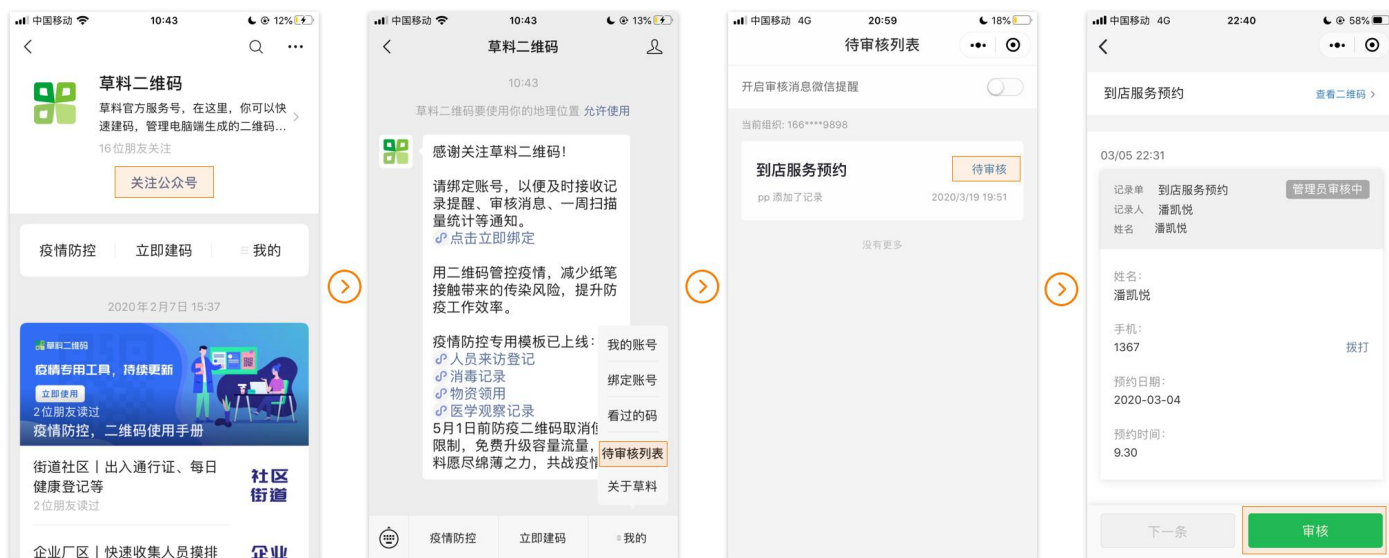 中国移动 10:43 12%
草料二维码
草料官方服务号，在这里，你可以快
速建码，管理电脑端生成的二维码...
16位朋友关注
关注公众号
疫情防控 立即建码 我的
2020年2月7日 15:37
草料二维码
疫情专用工具，持续更新
立即使用
2位朋友读过
疫情防控，二维码使用手册
街道社区丨出入通行证、每日
健康登记等
2位朋友读过
社区
街道
企业厂区丨快速收集人员摸排
企业
中国移动 10:43 13%
草料二维码
10:43
草料二维码要使用你的地理位置 允许使用
感谢关注草料二维码！
请绑定账号，以便及时接收记
录提醒、审核消息、一周扫描
量统计等通知。
点击立即绑定
用二维码管控疫情，减少纸笔
接触带来的传染风险，提升防
疫工作效率。
疫情防控专用模板已上线：
人员来访登记
消毒记录
物资领用
医学观察记录
5月1日前防疫二维码取消
限制，免费升级容量流量，
料愿尽绵薄之力，共战疫
我的账号
绑定账号
看过的码
待审核列表
关于草料
疫情防控 立即建码 我的
中国移动 4G 20:59 18%
待审核列表
开启审核消息微信提醒
当前组织: 166****9898
到店服务预约 待审核
pp 添加了记录 2020/3/19 19:51
没有更多
中国移动 4G 22:40 58%
到店服务预约 查看二维码
03/05 22:31
记录单 到店服务预约 管理员审核中
记录人 潘凯悦
姓名 潘凯悦
姓名：
潘凯悦
手机：
1367 拨打
预约日期：
2020-03-04
预约时间：
9.30
下一条 审核